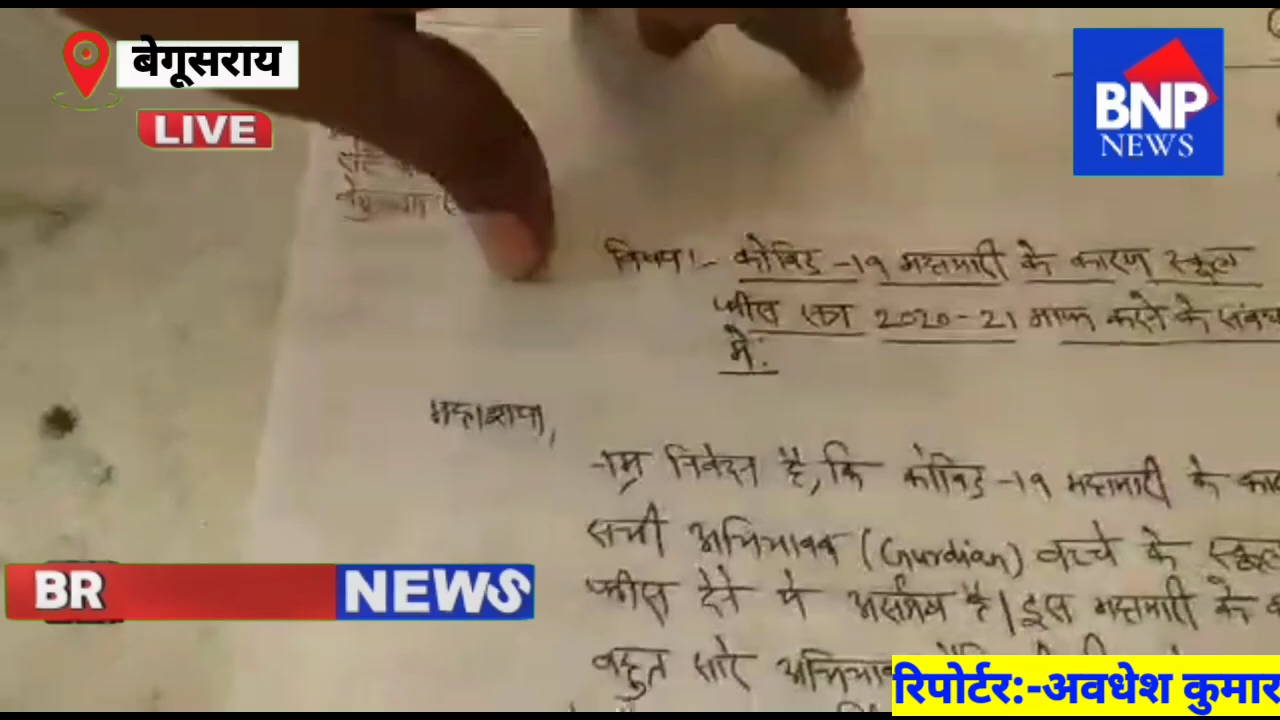 बेगूसराय
LIVE
BNP
NEWS
विषय:- कोविड-19 महामारी के कारण स्कूल
फीस सत्र 2020-21 माफ करने के संबंध
में:
महाशय,
नम्र निवेदन है, कि कोविड-19 महामारी के
सभी अभिभावक (Gurdian) बच्चे के स्कूल
फीस देने में असमर्थ है। इस महामारी के
बहुत सारे
BR NEWS
रिपोर्टर:-अवधेश कुमार